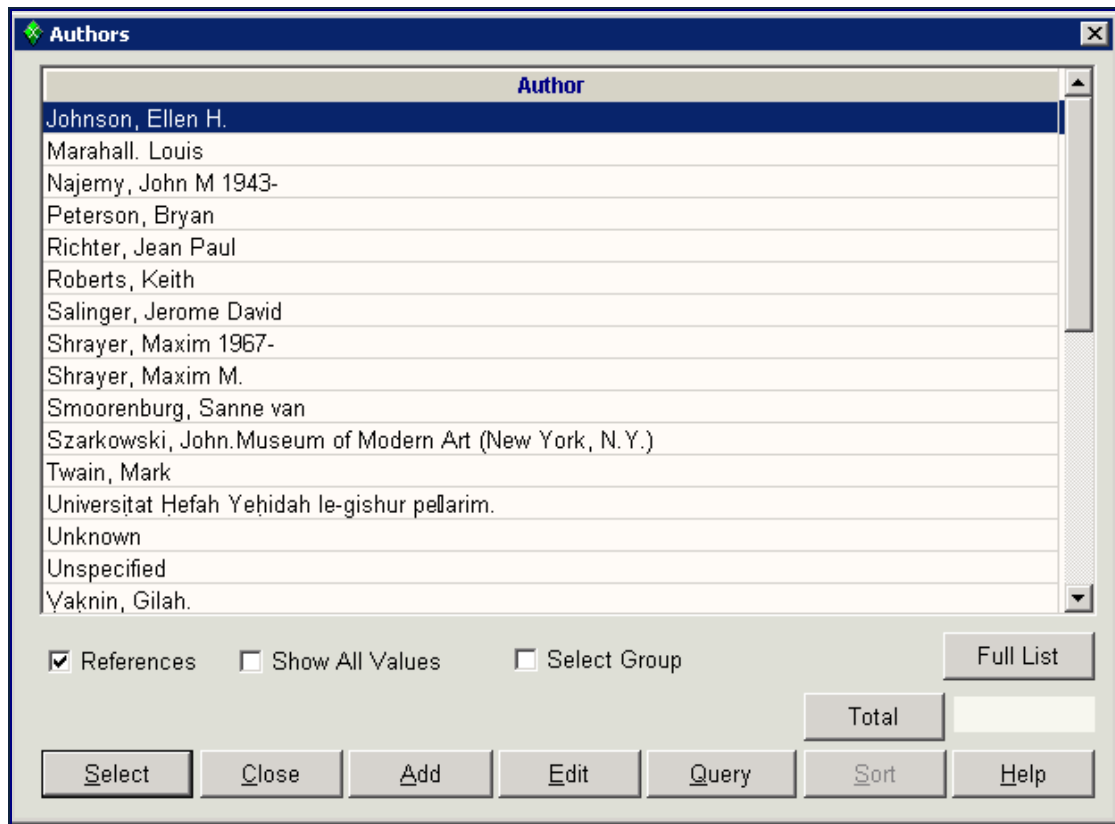 Authors
Author
Johnson, Ellen H.
Marahall. Louis
Najemy, John M 1943-
Peterson, Bryan
Richter, Jean Paul
Roberts, Keith
Salinger, Jerome David
Shrayer, Maxim 1967-
Shrayer, Maxim M.
Smoorenburg, Sanne van
Szarkowski, John.Museum of Modern Art (New York, N.Y.)
Twain, Mark
Universiṭat Ḥefah Yeḥidah le-gishur
Unknown
Unspecified
Ṿaḳnin, Gilah.
References Show All Values Select Group Full List
Total
Select Close Add Edit Query Sort Help